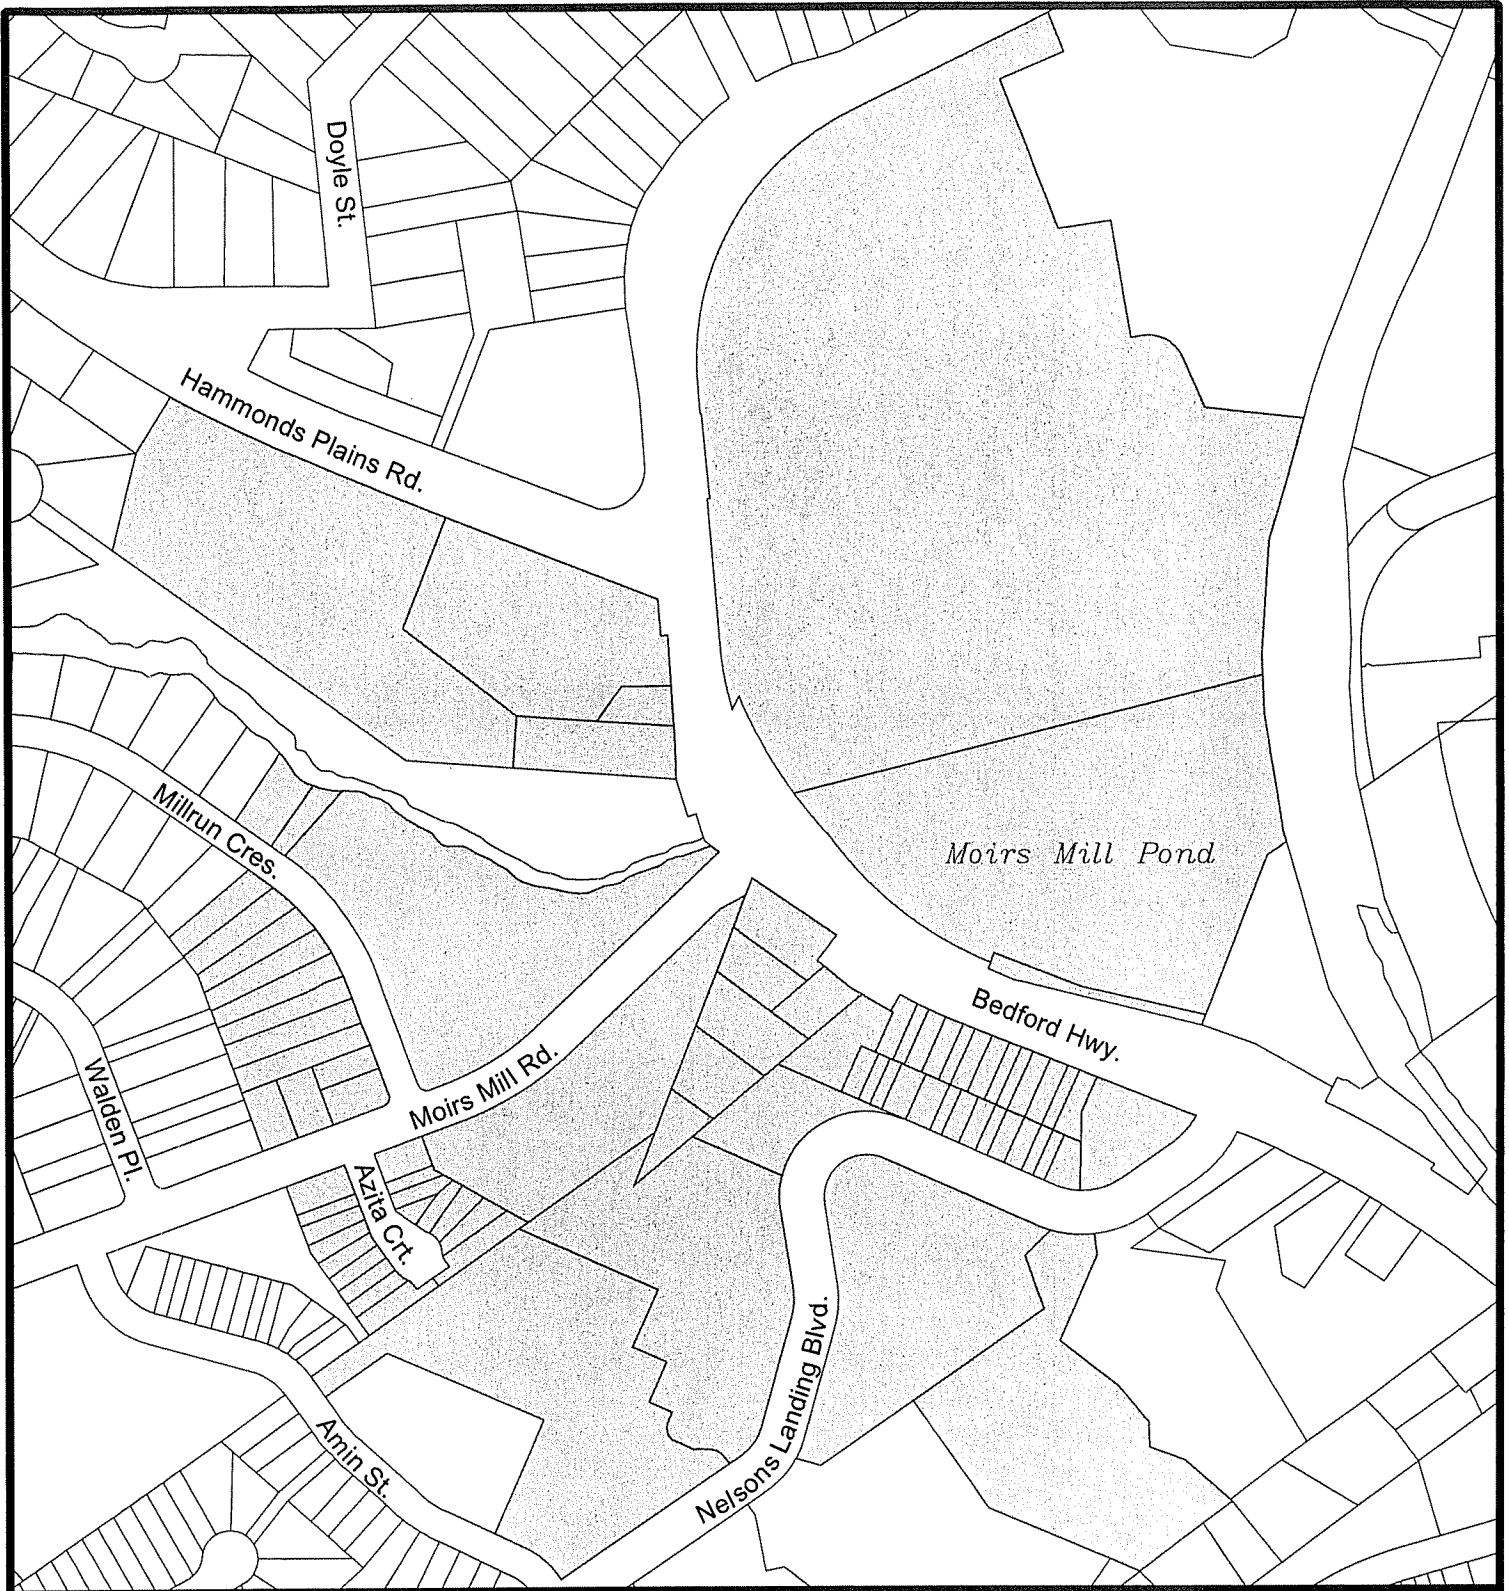 Doyle St.
Hammonds Plains Rd.
Millrun Cres.
Moirs Mill Pond
Bedford Hwy.
Moirs Mill Rd.
Walden Pl.
Azita Crt.
Nelsons Landing Blvd.
Amin St.